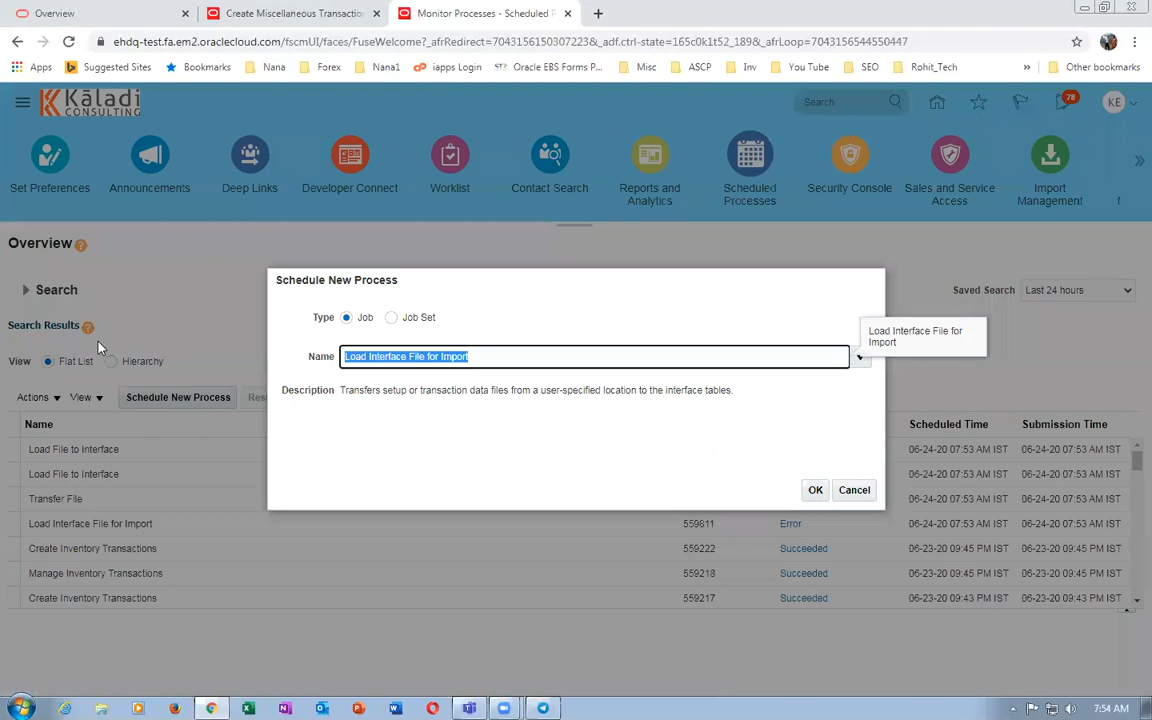 Overview
Create Miscellaneous Transactio
Monitor Processes - Scheduled P
ehdq-test.fa.em2.oraclecloud.com/fscmUI/faces/FuseWelcome?_afrRedirect=7043156150307223&_adf.ctrl-state=165c0k1t52_189&_afrLoop=7043156544550447
Apps Suggested Sites Bookmarks Nana Forex Nana1 iapps Login Oracle EBS Forms P... Misc ASCP Inv You Tube SEO Rohit_Tech » Other bookmarks
Kaladi
CONSULTING
Search
78
KE
Set Preferences
Announcements
Deep Links
Developer Connect
Worklist
Contact Search
Reports and
Analytics
Scheduled
Processes
Security Console
Sales and Service
Access
Import
Management
Overview
Search
Saved Search Last 24 hours
Search Results
View Flat List Hierarchy
Actions View Schedule New Process Res
Name Scheduled Time Submission Time
Load File to Interface 06-24-20 07:53 AM IST 06-24-20 07:53 AM IST
Load File to Interface 06-24-20 07:53 AM IST 06-24-20 07:53 AM IST
Transfer File 06-24-20 07:53 AM IST 06-24-20 07:53 AM IST
Load Interface File for Import 559811 Error 06-24-20 07:53 AM IST 06-24-20 07:53 AM IST
Create Inventory Transactions 559222 Succeeded 06-23-20 09:45 PM IST 06-23-20 09:45 PM IST
Manage Inventory Transactions 559218 Succeeded 06-23-20 09:45 PM IST 06-23-20 09:45 PM IST
Create Inventory Transactions 559217 Succeeded 06-23-20 09:43 PM IST 06-23-20 09:43 PM IST
Schedule New Process
Type Job Job Set
Name Load Interface File for Import
Load Interface File for
Import
Description Transfers setup or transaction data files from a user-specified location to the interface tables.
OK Cancel
7:54 AM